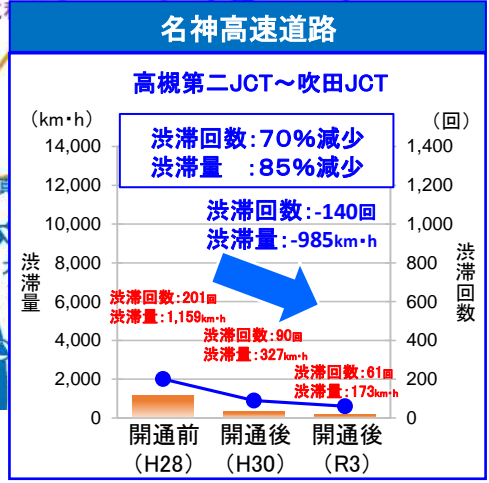 名神高速道路
高槻第二JCT～吹田JCT
(km・h)
(回)
渋滞回数:70%減少
渋滞量 :85%減少
渋滞回数:-140回
渋滞量:-985km・h
14,000
12,000
10,000
8,000
6,000
4,000
2,000
0
渋滞量
1,400
1,200
1,000
800
600
400
200
0
渋滞回数
渋滞回数:201回
渋滞量:1,159km・h
渋滞回数:90回
渋滞量:327km・h
渋滞回数:61回
渋滞量:173km・h
開通前 開通後 開通後
(H28) (H30) (R3)